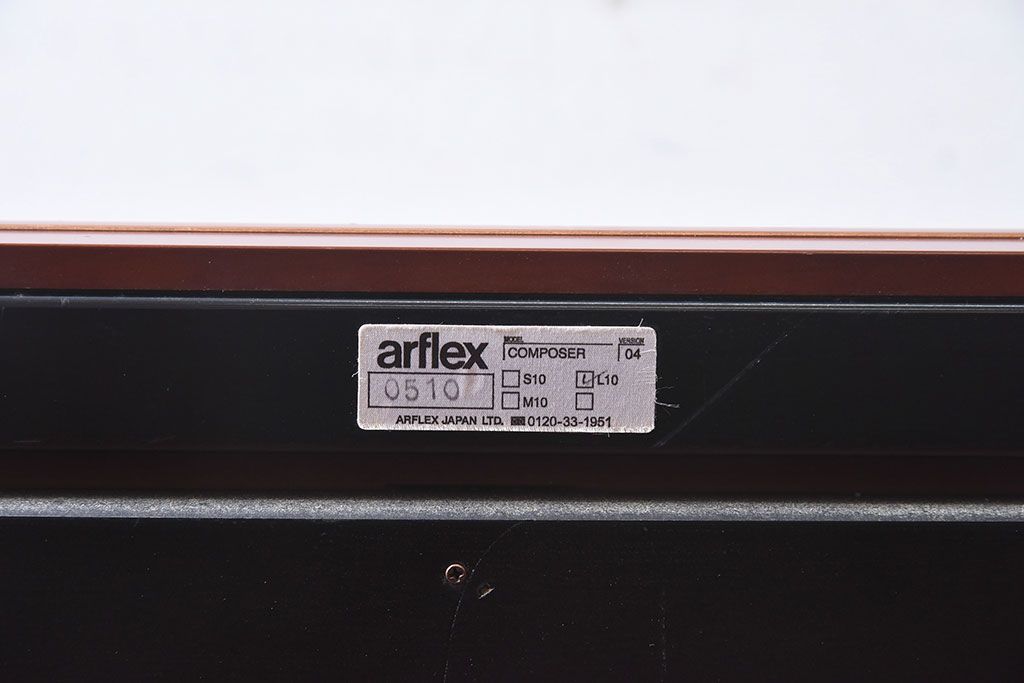 arflex
MODEL
COMPOSER
VERSION
04
0510
S10
L10
M10
ARFLEX JAPAN LTD. 0120-33-1951